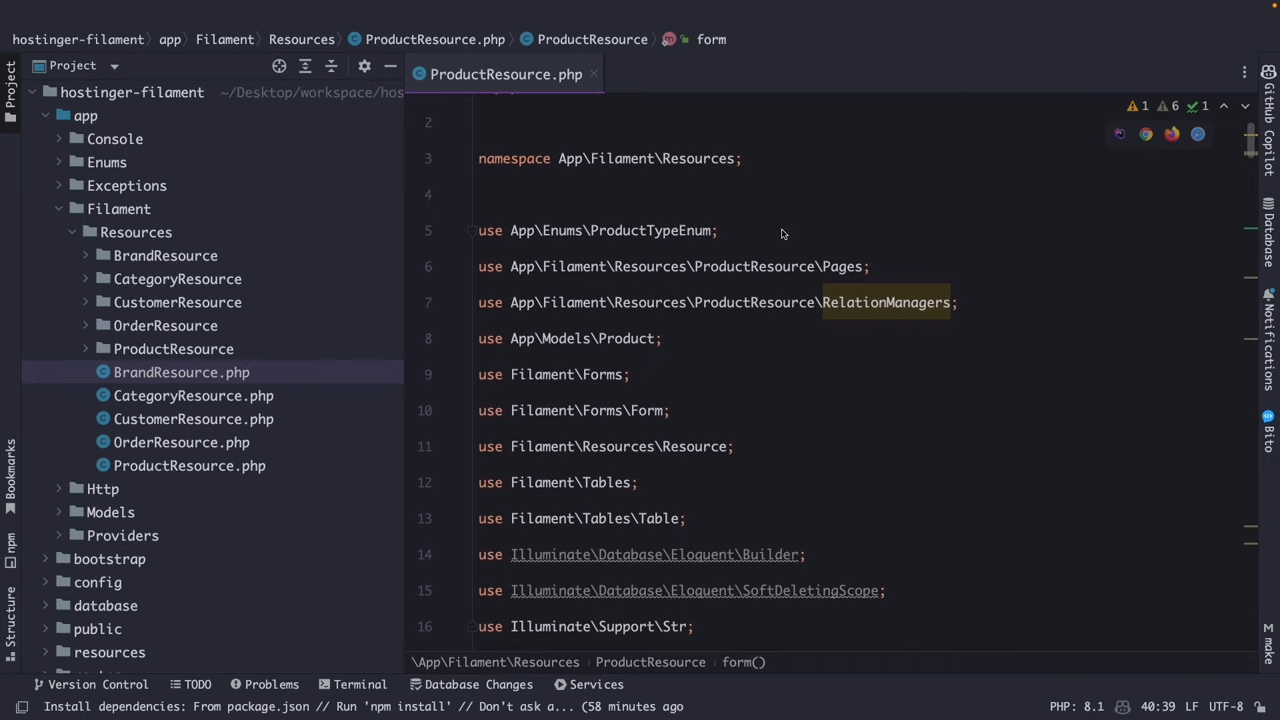 hostinger-filament app Filament Resources ProductResource.php ProductResource form
Project
ProductResource.php
hostinger-filament ~/Desktop/workspace/hos
app
Console
Enums
Exceptions
Filament
Resources
BrandResource
CategoryResource
CustomerResource
OrderResource
ProductResource
BrandResource.php
CategoryResource.php
CustomerResource.php
OrderResource.php
ProductResource.php
Http
Models
Providers
bootstrap
config
database
public
resources
1 6 1
2
3 namespace App\Filament\Resources;
4
5 use App\Enums\ProductTypeEnum;
6 use App\Filament\Resources\ProductResource\Pages;
7 use App\Filament\Resources\ProductResource\RelationManagers;
8 use App\Models\Product;
9 use Filament\Forms;
10 use Filament\Forms\Form;
11 use Filament\Resources\Resource;
12 use Filament\Tables;
13 use Filament\Tables\Table;
14 use Illuminate\Database\Eloquent\Builder;
15 use Illuminate\Database\Eloquent\SoftDeletingScope;
16 use Illuminate\Support\Str;
\App\Filament\Resources ProductResource form()
Project
Bookmarks
npm
Structure
GitHub Copilot
Database
Notifications
Bito
make
Version Control TODO Problems Terminal Database Changes Services
Install dependencies: From package.json // Run 'npm install' // Don't a... (58 minutes ago PHP: 8.1 40:39 LF UTF-8